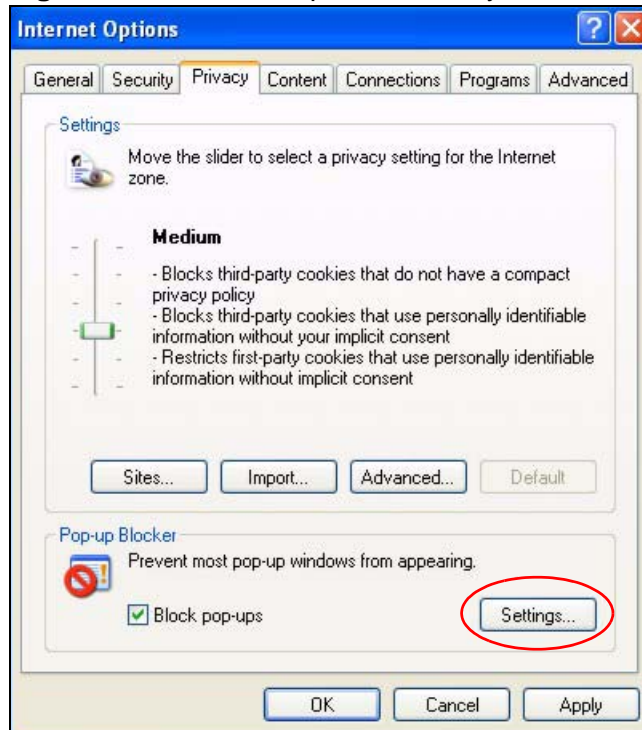 Internet Options
General Security Privacy Content Connections Programs Advanced
Settings
Move the slider to select a privacy setting for the Internet
zone.
Medium
- Blocks third-party cookies that do not have a compact
privacy policy
- Blocks third-party cookies that use personally identifiable
information without your implicit consent
- Restricts first-party cookies that use personally identifiable
information without implicit consent
Sites... Import... Advanced... Default
Pop-up Blocker
Prevent most pop-up windows from appearing.
Block pop-ups Settings...
OK Cancel Apply